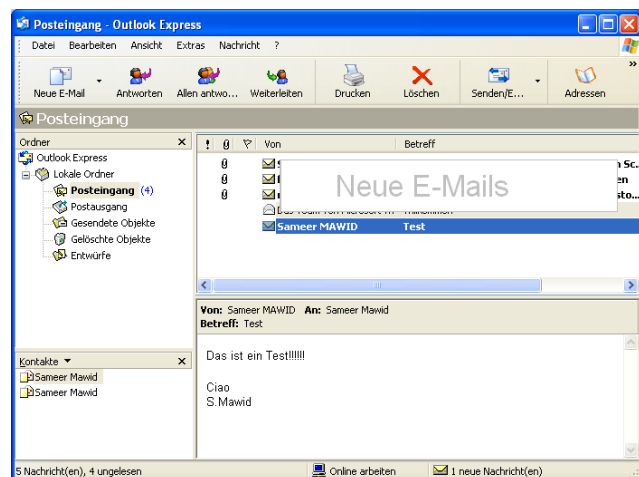 Posteingang - Outlook Express
Datei Bearbeiten Ansicht Extras Nachricht ?
Neue E-Mail Antworten Allen antwo... Weiterleiten Drucken Löschen Senden/E... Adressen »
Posteingang
Ordner x ! Von Betreff
Outlook Express
Lokale Ordner
Posteingang (4)
Postausgang
Gesendete Objekte
Gelöschte Objekte
Entwürfe
Neue E-Mails
Sameer MAWID Test
Von: Sameer MAWID An: Sameer Mawid
Betreff: Test
Das ist ein Test!!!!!!
Ciao
S.Mawid
Kontakte x
Sameer Mawid
Sameer Mawid
5 Nachricht(en), 4 ungelesen Online arbeiten 1 neue Nachricht(en)